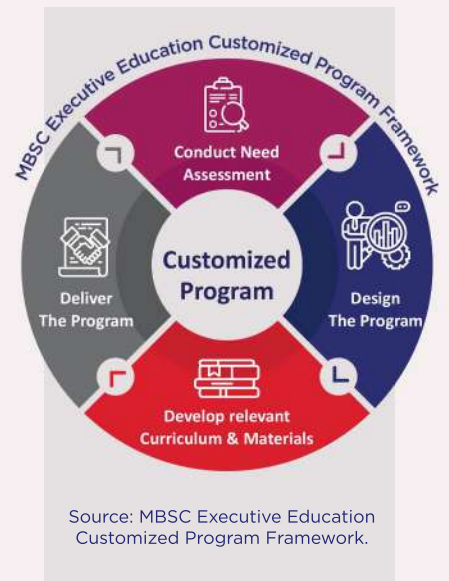 MBSC Executive Education Customized Program Framework
Conduct Need
Assessment
Customized
Program
Deliver
The Program
Design
The Program
Develop relevant
Curriculum & Materials
Source: MBSC Executive Education
Customized Program Framework.